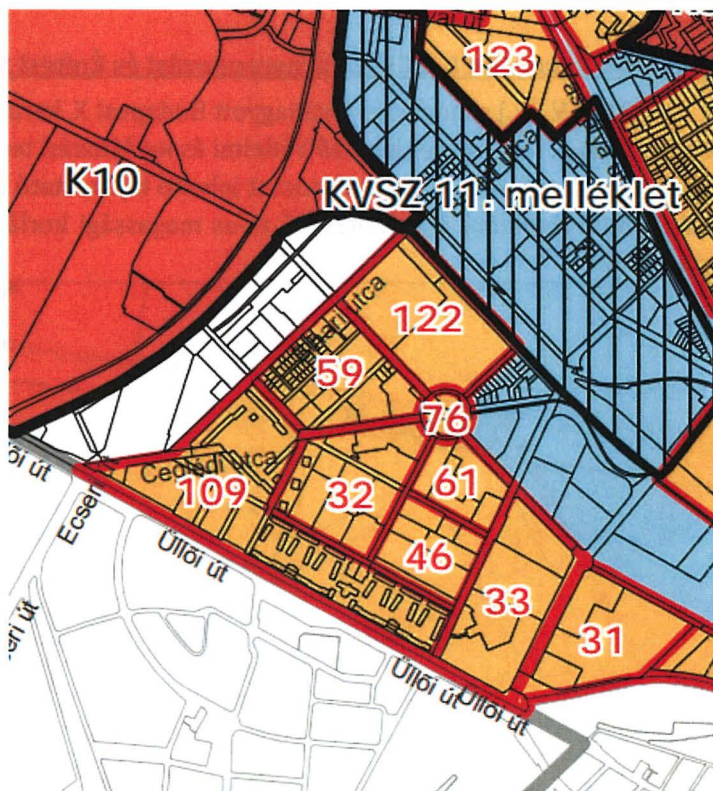 123
K10
KVSZ 11. melléklet
122
59
76
Ceglédi utca
109
32
61
Ecseri
46
Üllői út
33
31
Üllői út
Üllői út